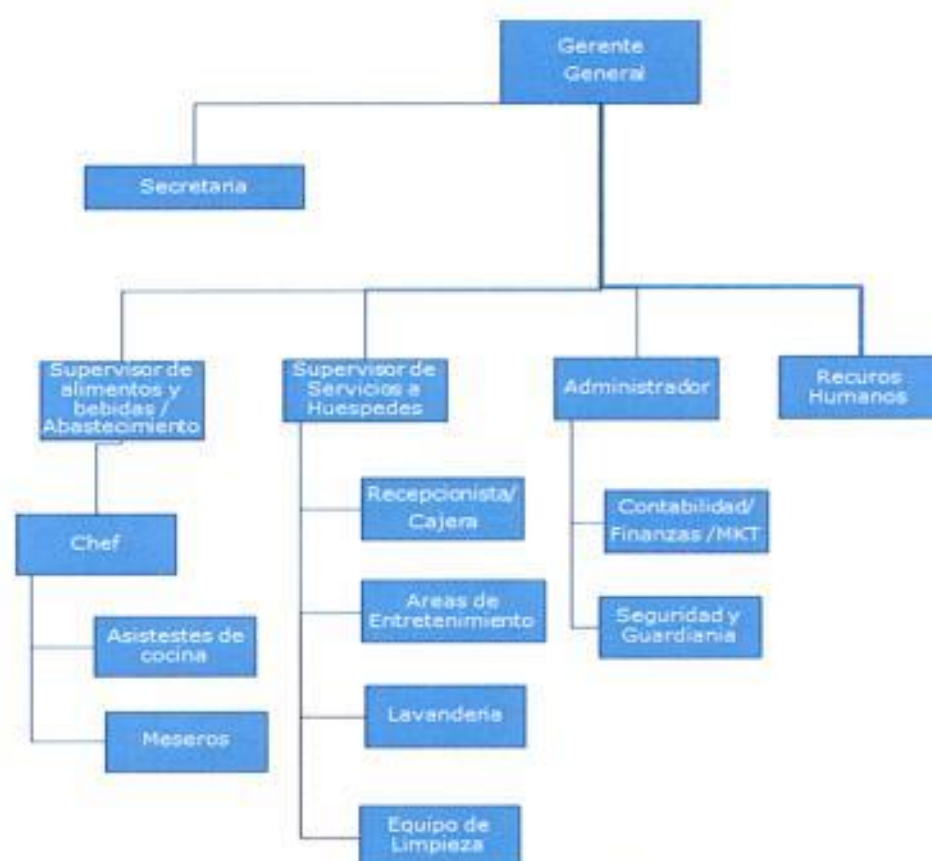 Gerente
General
Secretaria
Supervisor de
alimentos y
bebidas /
Abastecimiento
Supervisor de
Servicios a
Huespedes
Administrador
Recuros
Humanos
Chef
Asistestes de
cocina
Meseros
Recepcionista/
Cajera
Areas de
Entretenimiento
Lavanderia
Equipo de
Limpieza
Contabilidad/
Finanzas /MKT
Seguridad y
Guardiania